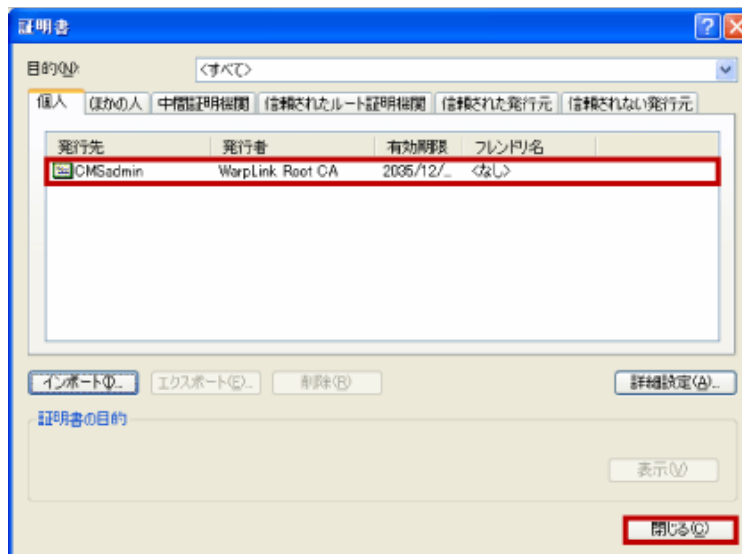 証明書
目的(N):
<すべて>
個人 ほかの人 中間証明機関 信頼されたルート証明機関 信頼された発行元 信頼されない発行元
発行先 発行者 有効期限 フレンドリ名
CMSadmin WarpLink Root CA 2035/12/... <なし>
インポート(I)... エクスポート(E)... 削除(R) 詳細設定(A)...
証明書の目的
表示(V)
閉じる(C)